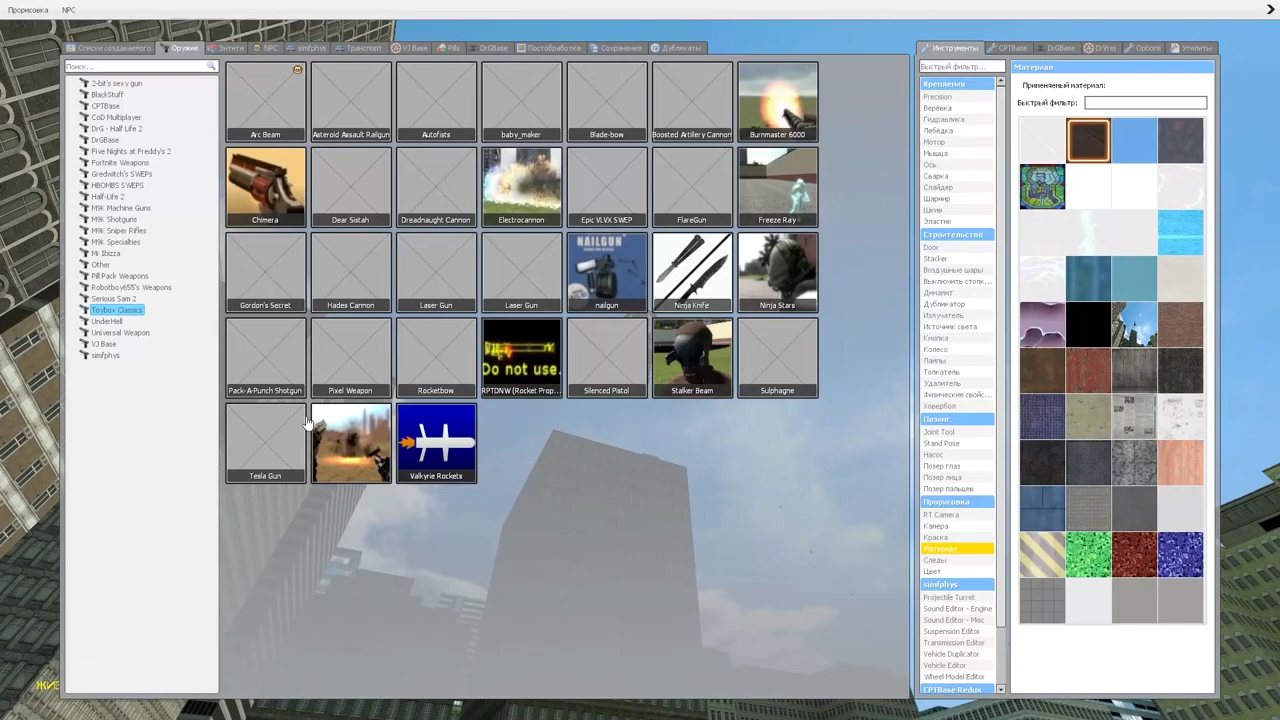 Прорисовка
NPC
Списки создаваемого
Оружие
Энтити
NPC
simfphys
Транспорт
VJ Base
Pills
DrGBase
Постобработка
Сохранения
Дубликаты
Поиск...
2-bit's sexy gun
BlackStuff
CPTBase
CoD Multiplayer
DrG - Half Life 2
DrGBase
Five Nights at Freddy's 2
Fortnite Weapons
Gredwitch's SWEPs
HBOMBS SWEPS
Half-Life 2
M9K Machine Guns
M9K Shotguns
M9K Sniper Rifles
M9K Specialties
Mr Ibizza
Other
Pill Pack Weapons
Robotboy655's Weapons
Serious Sam 2
Toybox Classics
UnderHell
Universal Weapon
VJ Base
simfphys
Arc Beam
Asteroid Assault Railgun
Autofists
baby_maker
Blade-bow
Boosted Artillery Cannon
Burnmaster 6000
Chimera
Dear Sistah
Dreadnaught Cannon
Electrocannon
Epic VLVX SWEP
FlareGun
Freeze Ray
Gordon's Secret
Hades Cannon
Laser Gun
Laser Gun
NAILGUN
nailgun
Ninja Knife
Ninja Stars
Pack-A-Punch Shotgun
Pixel Weapon
Rocketbow
Do not use.
RPTDNW (Rocket Prop...
Silenced Pistol
Stalker Beam
Sulphagne
Tesla Gun
Valkyrie Rockets
Инструменты
CPTBase
DrGBase
DrVrej
Options
Утилиты
Быстрый фильтр...
Крепления
Precision
Верёвка
Гидравлика
Лебёдка
Мотор
Мышца
Ось
Сварка
Слайдер
Шарнир
Шкив
Эластик
Строительство
Door
Stacker
Воздушные шары
Выключить столк...
Динамит
Дубликатор
Излучатель
Источник света
Кнопка
Колесо
Лампы
Толкатель
Удалитель
Физические свойс...
Ховербол
Позинг
Joint Tool
Stand Pose
Насос
Позер глаз
Позер лица
Позер пальцев
Прорисовка
RT Camera
Камера
Краска
Материал
Следы
Цвет
simfphys
Projectile Turret
Sound Editor - Engine
Sound Editor - Misc
Suspension Editor
Transmission Editor
Vehicle Duplicator
Vehicle Editor
Wheel Model Editor
CPTBase Redux
Материал
Применяемый материал:
Быстрый фильтр: